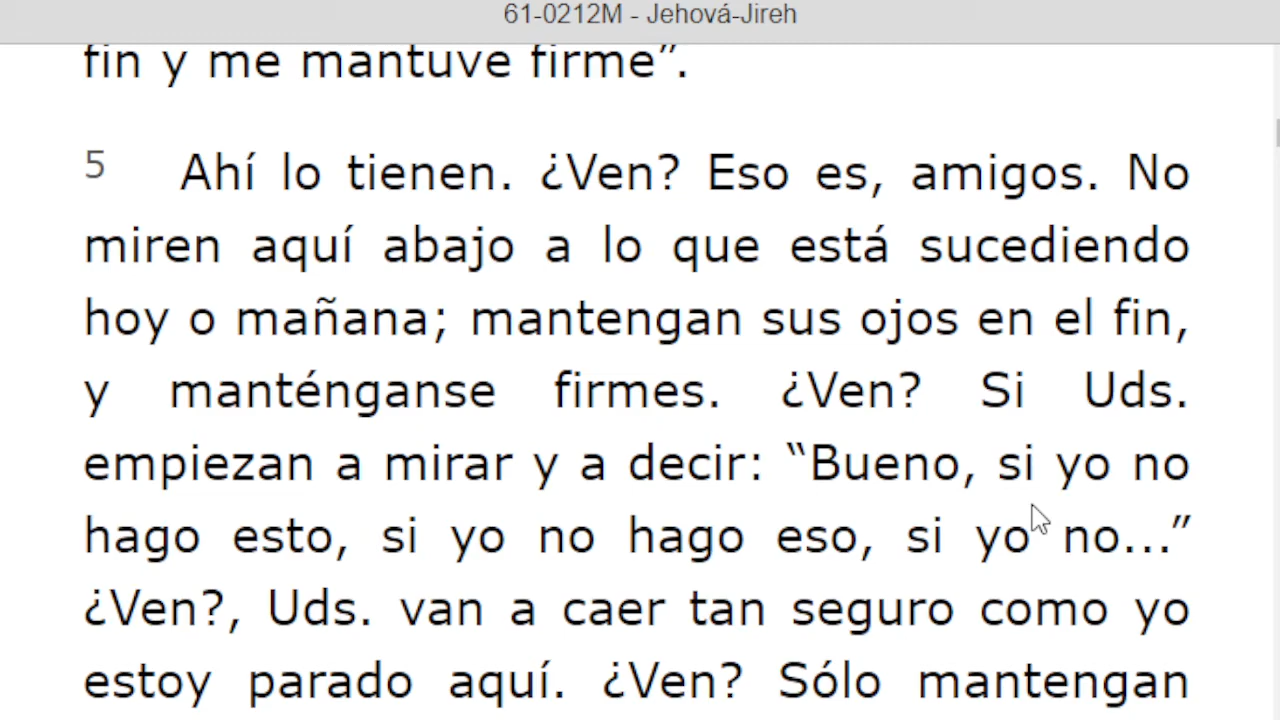 61-0212M - Jehová-Jireh
fin y me mantuve firme”.
5 Ahí lo tienen. ¿Ven? Eso es, amigos. No
miren aquí abajo a lo que está sucediendo
hoy o mañana; mantengan sus ojos en el fin,
y manténganse firmes. ¿Ven? Si Uds.
empiezan a mirar y a decir: “Bueno, si yo no
hago esto, si yo no hago eso, si yo no...”
¿Ven?, Uds. van a caer tan seguro como yo
estoy parado aquí. ¿Ven? Sólo mantengan